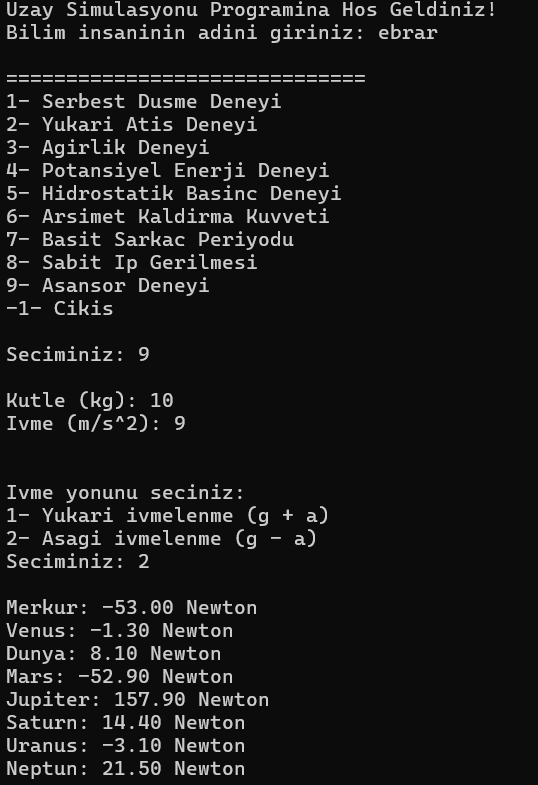 Uzay Simulasyonu Programina Hos Geldiniz!
Bilim insaninin adini giriniz: ebrar
==============================
1- Serbest Dusme Deneyi
2- Yukari Atis Deneyi
3- Agirlik Deneyi
4- Potansiyel Enerji Deneyi
5- Hidrostatik Basinc Deneyi
6- Arsimet Kaldirma Kuvveti
7- Basit Sarkac Periyodu
8- Sabit Ip Gerilmesi
9- Asansor Deneyi
-1- Cikis
Seciminiz: 9
Kutle (kg): 10
Ivme (m/s^2): 9
Ivme yonunu seciniz:
1- Yukari ivmelenme (g + a)
2- Asagi ivmelenme (g - a)
Seciminiz: 2
Merkur: -53.00 Newton
Venus: -1.30 Newton
Dunya: 8.10 Newton
Mars: -52.90 Newton
Jupiter: 157.90 Newton
Saturn: 14.40 Newton
Uranus: -3.10 Newton
Neptun: 21.50 Newton